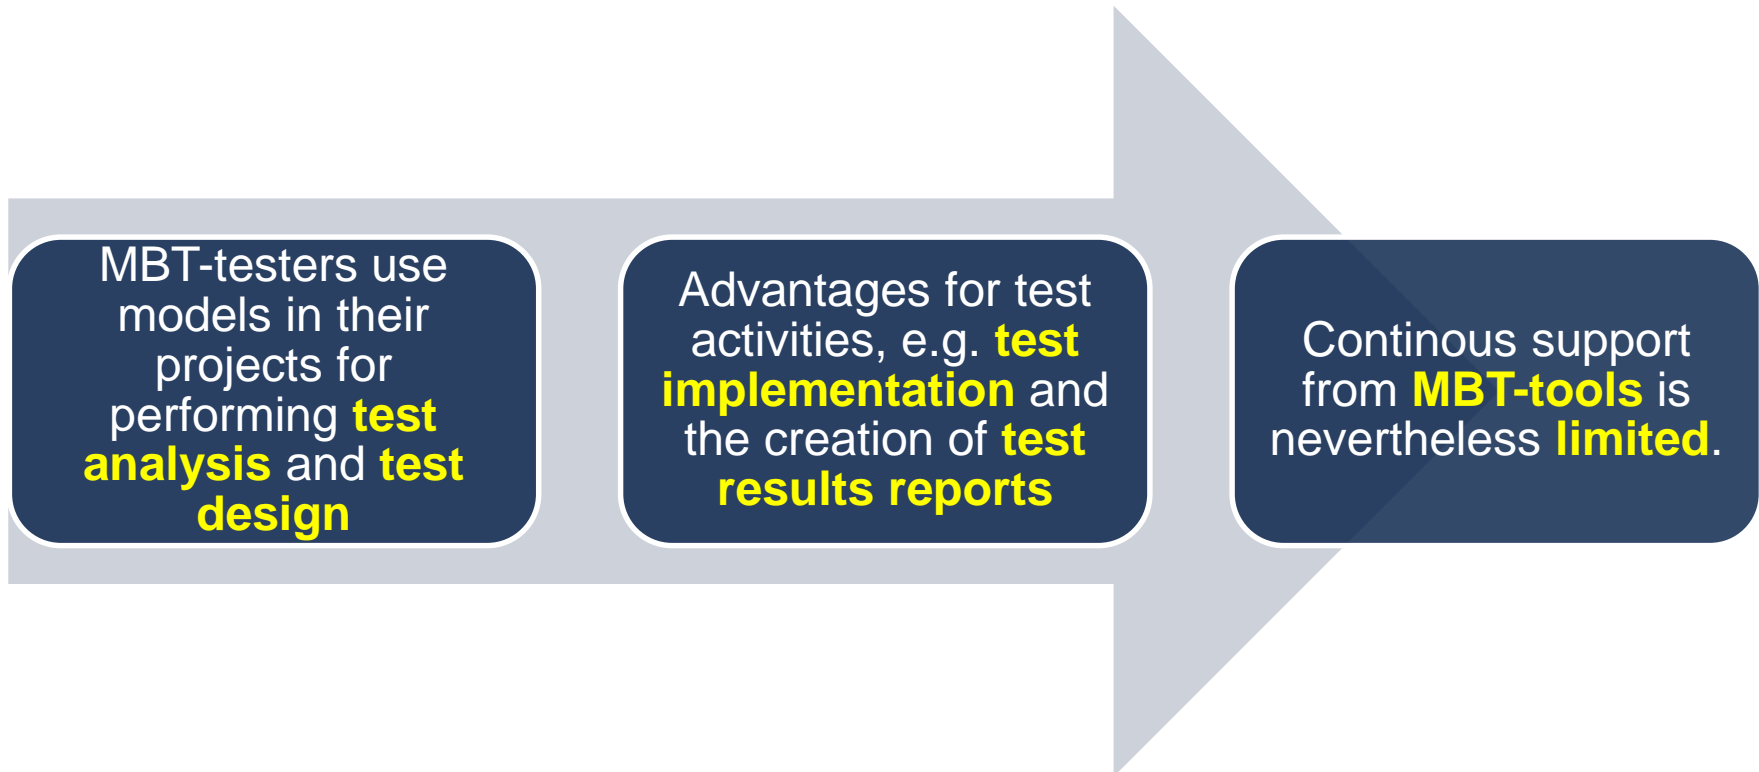 MBT-testers use
models in their
projects for
performing test
analysis and test
design
Advantages for test
activities, e.g. test
implementation and
the creation of test
results reports
Continous support
from MBT-tools is
nevertheless limited.